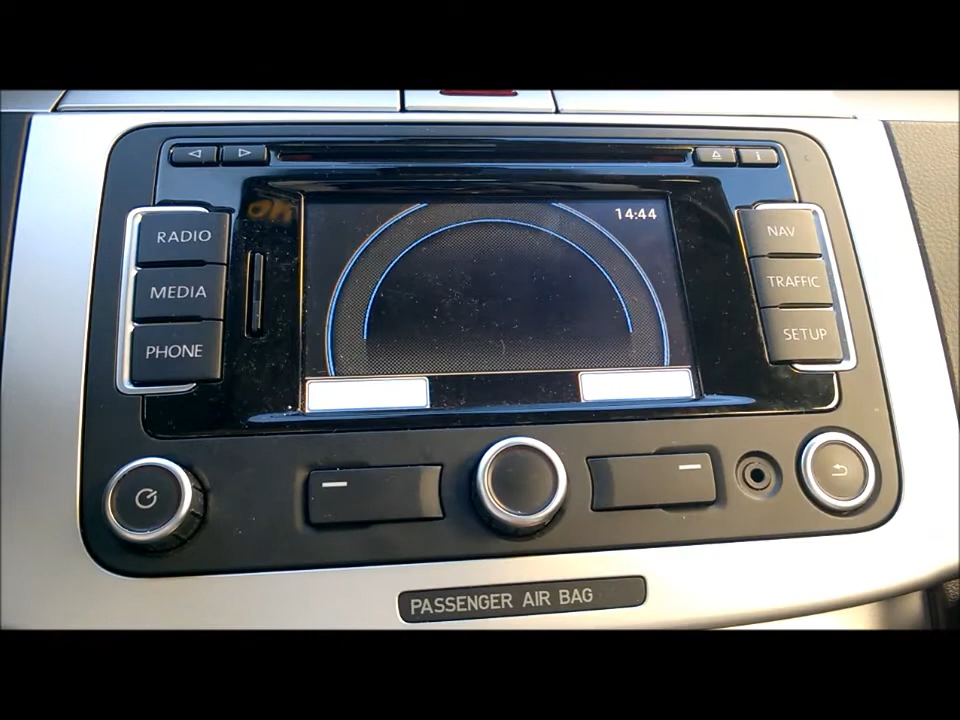 14:44
RADIO
MEDIA
PHONE
NAV
TRAFFIC
SETUP
PASSENGER AIR BAG